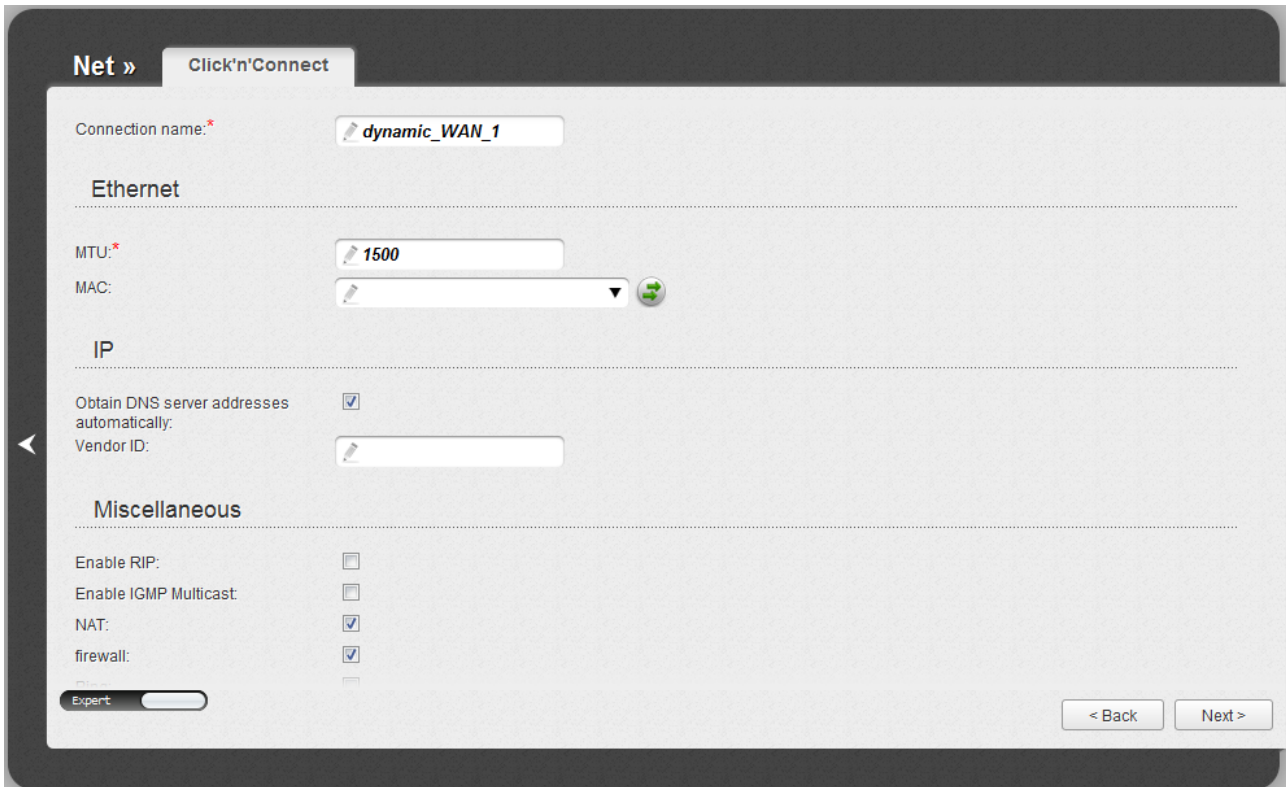 Net » Click'n'Connect
Connection name:* dynamic_WAN_1
Ethernet
MTU:* 1500
MAC:
IP
Obtain DNS server addresses
automatically:
Vendor ID:
Miscellaneous
Enable RIP:
Enable IGMP Multicast:
NAT:
firewall:
Expert
< Back Next >